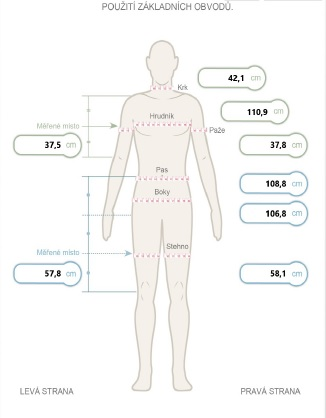 POUŽITÍ ZÁKLADNÍCH OBVODŮ.
42,1 cm
Krk
110,9 cm
Hrudník
Měřené místo
Paže
37,5 cm
37,8 cm
Pas
108,8 cm
Boky
106,8 cm
Stehno
Měřené místo
57,8 cm
58,1 cm
LEVÁ STRANA
PRAVÁ STRANA